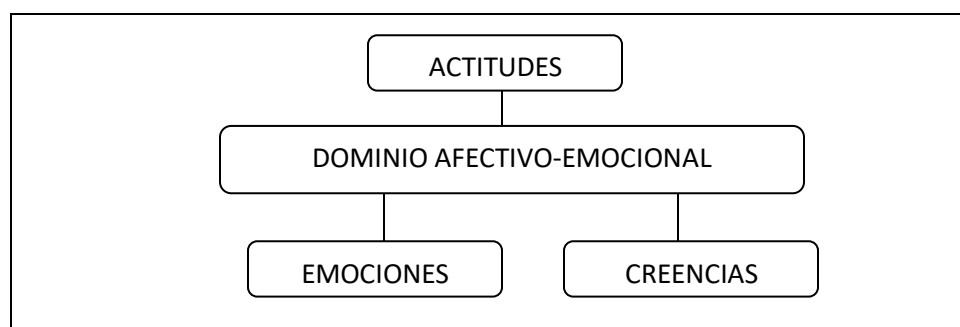 ACTITUDES
DOMINIO AFECTIVO-EMOCIONAL
EMOCIONES
CREENCIAS